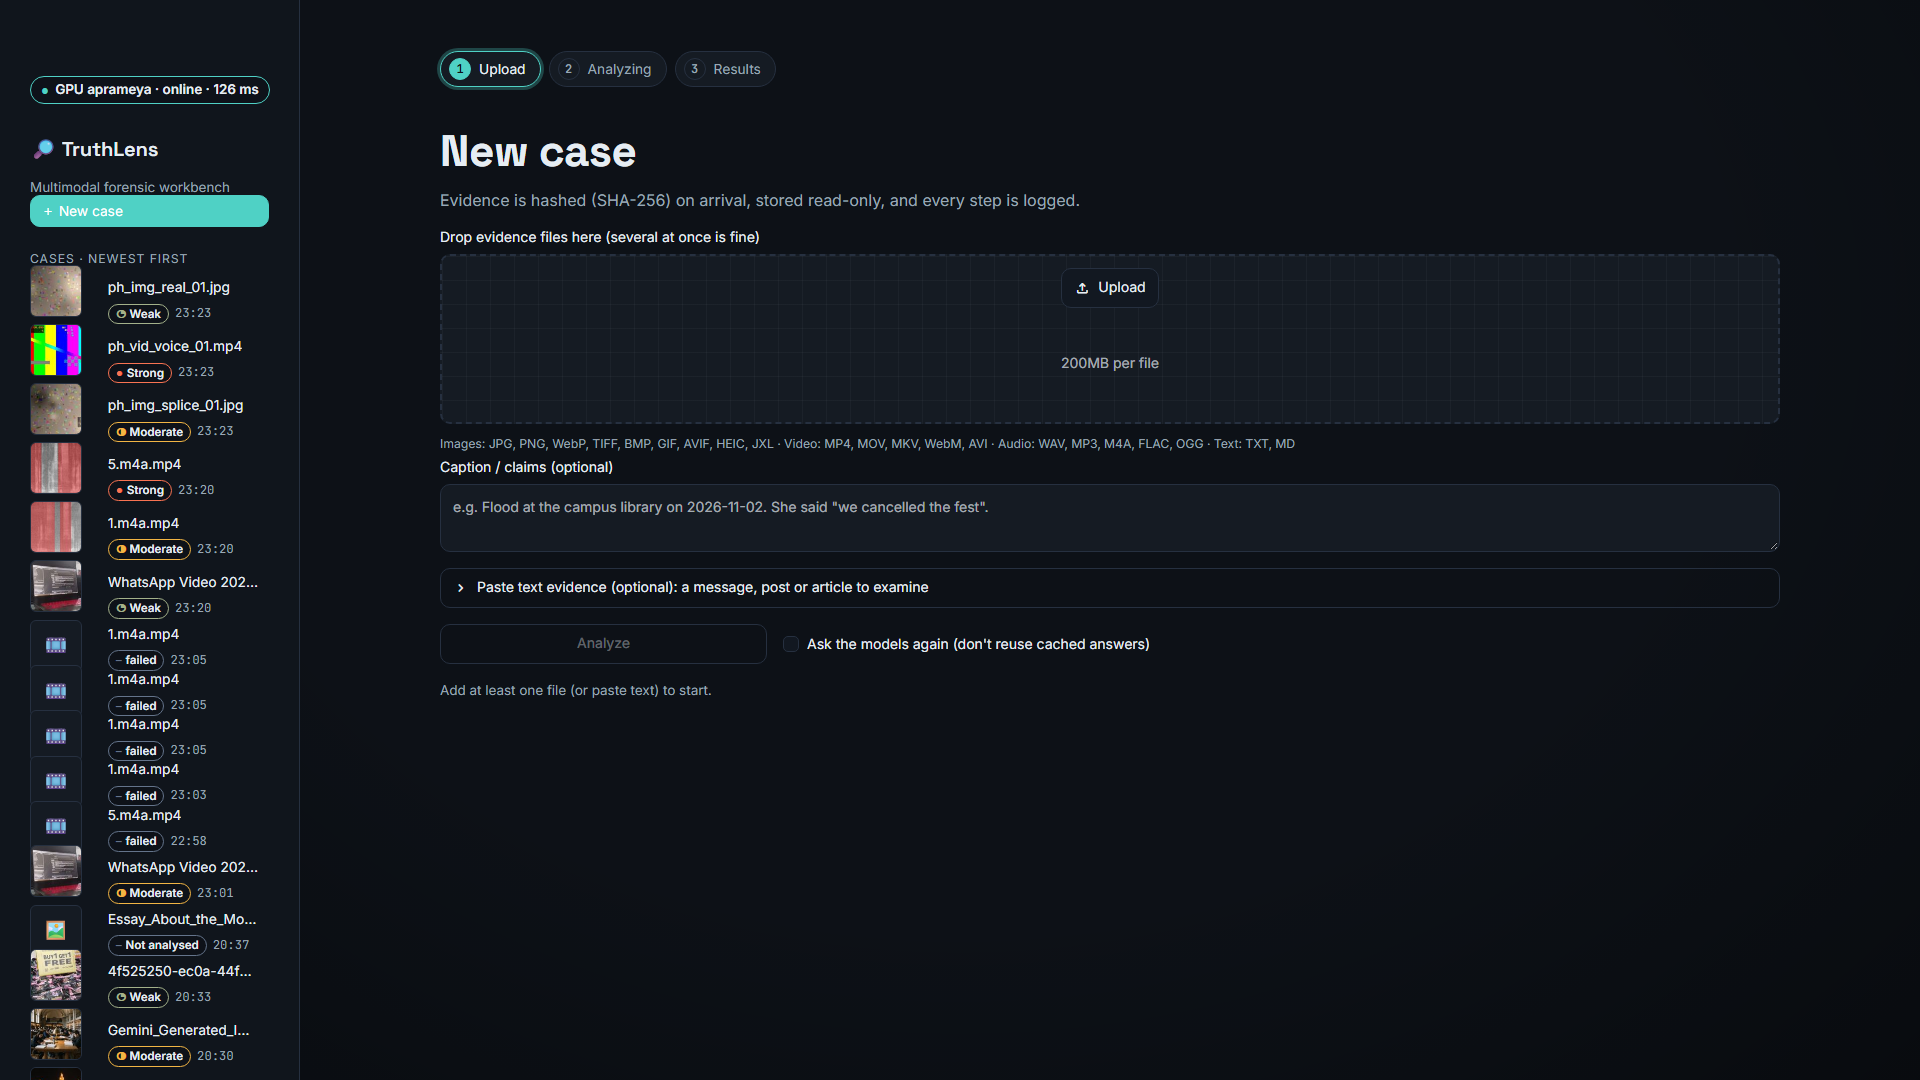 GPU aprameya · online · 126 ms
TruthLens
Multimodal forensic workbench
+ New case
CASES · NEWEST FIRST
ph_img_real_01.jpg
Weak 23:23
ph_vid_voice_01.mp4
Strong 23:23
ph_img_splice_01.jpg
Moderate 23:23
5.m4a.mp4
Strong 23:20
1.m4a.mp4
Moderate 23:20
WhatsApp Video 202...
Weak 23:20
1.m4a.mp4
– failed 23:05
1.m4a.mp4
– failed 23:05
1.m4a.mp4
– failed 23:05
1.m4a.mp4
– failed 23:03
5.m4a.mp4
– failed 22:58
WhatsApp Video 202...
Moderate 23:01
Essay_About_the_Mo...
– Not analysed 20:37
4f525250-ec0a-44f...
Weak 20:33
Gemini_Generated_I...
Moderate 20:30
1 Upload
2 Analyzing
3 Results
New case
Evidence is hashed (SHA-256) on arrival, stored read-only, and every step is logged.
Drop evidence files here (several at once is fine)
Upload
200MB per file
Images: JPG, PNG, WebP, TIFF, BMP, GIF, AVIF, HEIC, JXL · Video: MP4, MOV, MKV, WebM, AVI · Audio: WAV, MP3, M4A, FLAC, OGG · Text: TXT, MD
Caption / claims (optional)
e.g. Flood at the campus library on 2026-11-02. She said "we cancelled the fest".
Paste text evidence (optional): a message, post or article to examine
Analyze
Ask the models again (don't reuse cached answers)
Add at least one file (or paste text) to start.